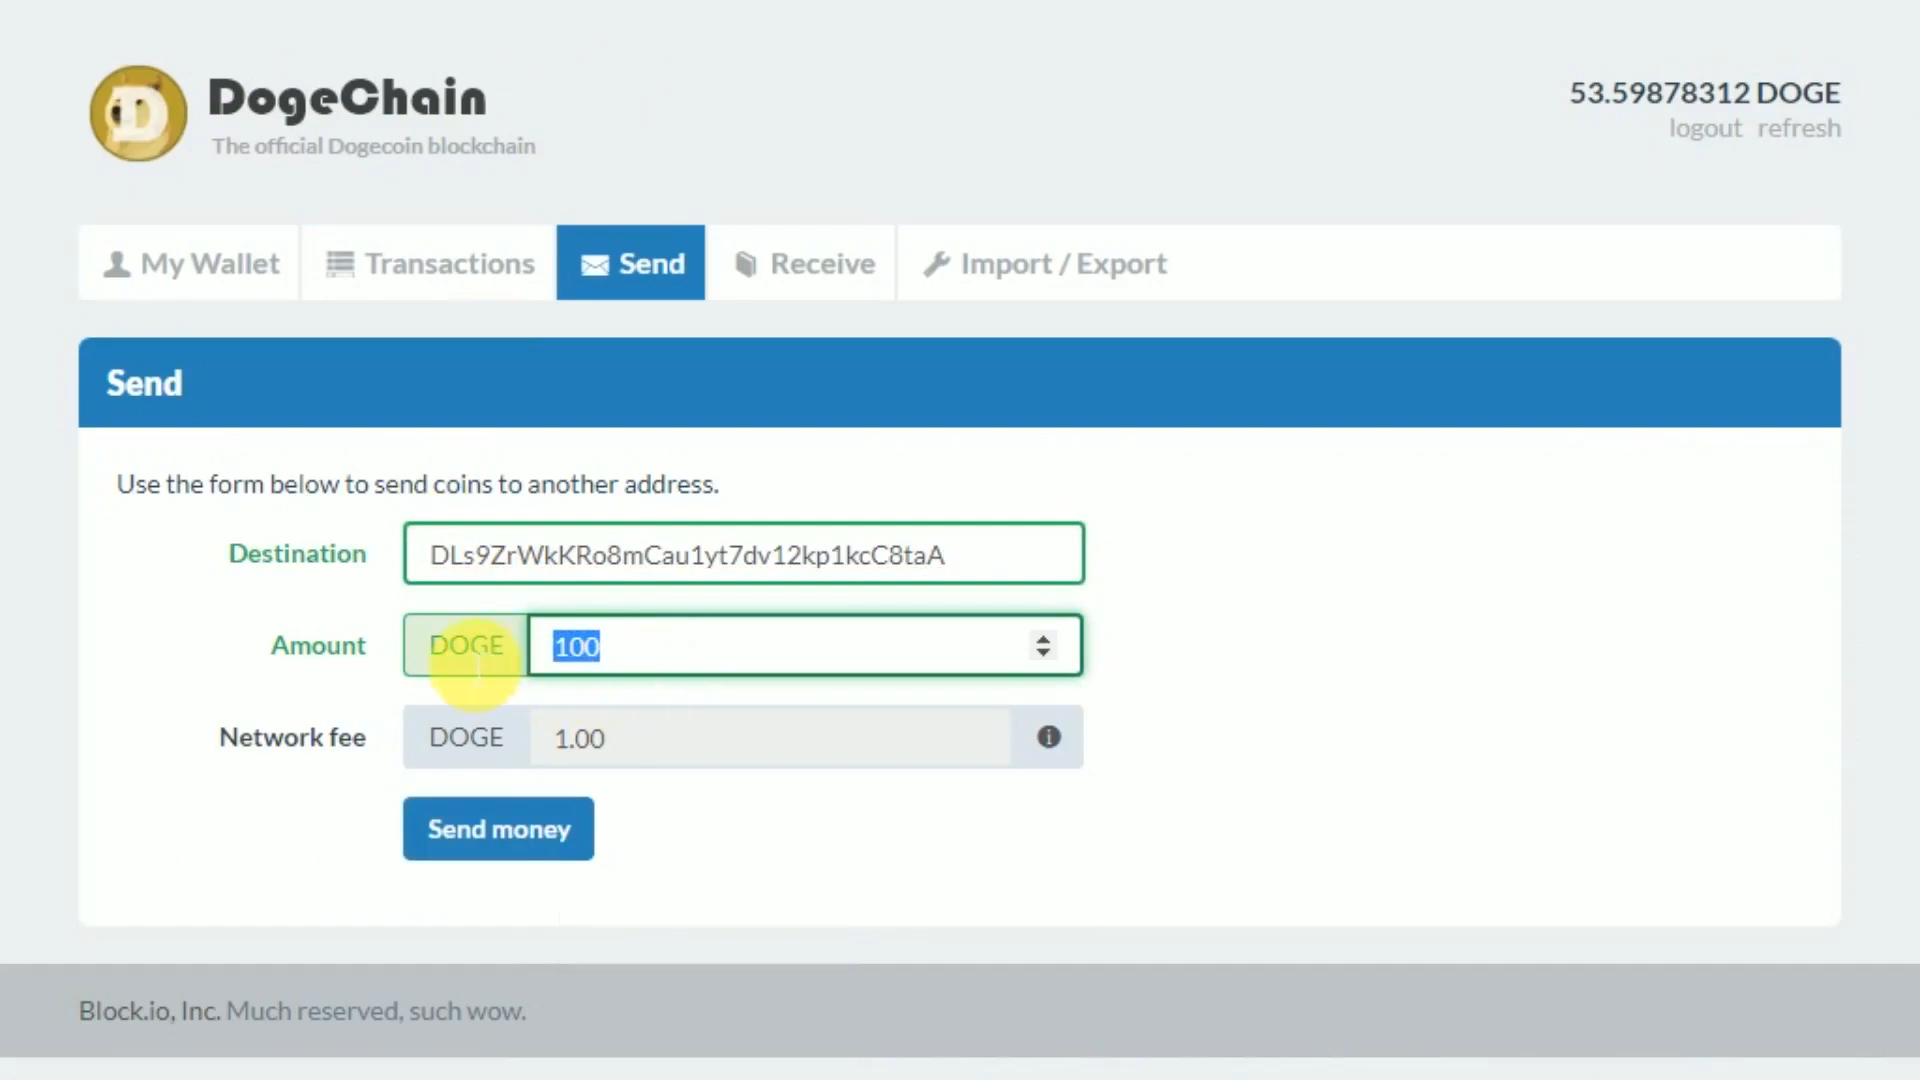 DogeChain
The official Dogecoin blockchain
53.59878312 DOGE
logout refresh
My Wallet
Transactions
Send
Receive
Import / Export
Send
Use the form below to send coins to another address.
Destination DLs9ZrWkKRo8mCau1yt7dv12kp1kcC8taA
Amount DOGE 100
Network fee DOGE 1.00
Send money
Block.io, Inc. Much reserved, such wow.